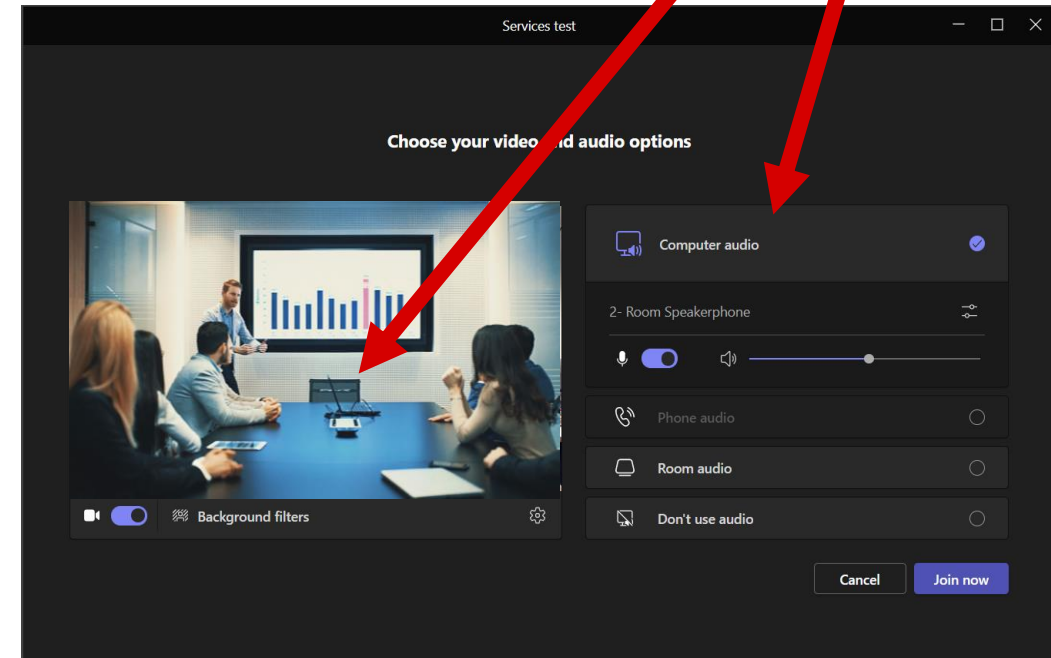 Services test
Choose your video and audio options
Computer audio
2- Room Speakerphone
Phone audio
Room audio
Don't use audio
Background filters
Cancel
Join now